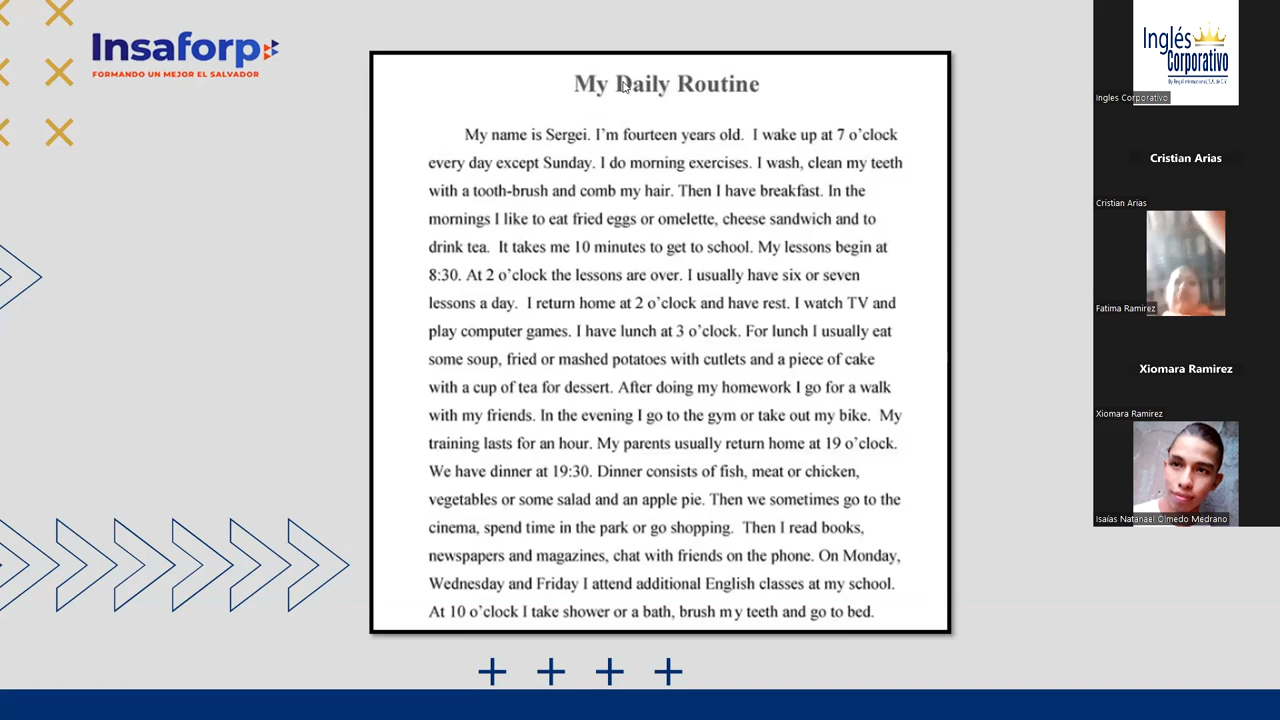 Insaforp
FORMANDO UN MEJOR EL SALVADOR
My Daily Routine
My name is Sergei. I'm fourteen years old. I wake up at 7 o'clock
every day except Sunday. I do morning exercises. I wash, clean my teeth
with a tooth-brush and comb my hair. Then I have breakfast. In the
mornings I like to eat fried eggs or omelette, cheese sandwich and to
drink tea. It takes me 10 minutes to get to school. My lessons begin at
8:30. At 2 o'clock the lessons are over. I usually have six or seven
lessons a day. I return home at 2 o'clock and have rest. I watch TV and
play computer games. I have lunch at 3 o'clock. For lunch I usually eat
some soup, fried or mashed potatoes with cutlets and a piece of cake
with a cup of tea for dessert. After doing my homework I go for a walk
with my friends. In the evening I go to the gym or take out my bike. My
training lasts for an hour. My parents usually return home at 19 o'clock.
We have dinner at 19:30. Dinner consists of fish, meat or chicken,
vegetables or some salad and an apple pie. Then we sometimes go to the
cinema, spend time in the park or go shopping. Then I read books,
newspapers and magazines, chat with friends on the phone. On Monday,
Wednesday and Friday I attend additional English classes at my school.
At 10 o'clock I take shower or a bath, brush my teeth and go to bed.
Inglés
Corporativo
Ingles Corporativo
Cristian Arias
Cristian Arias
Fatima Ramirez
Xiomara Ramirez
Xiomara Ramirez
Isaías Natanael Olmedo Medrano